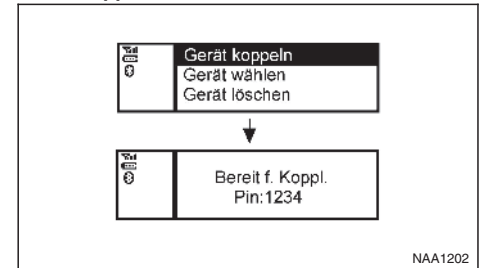 Gerät koppeln
Gerät wählen
Gerät löschen
Bereit f. Koppl.
Pin:1234
NAA1202